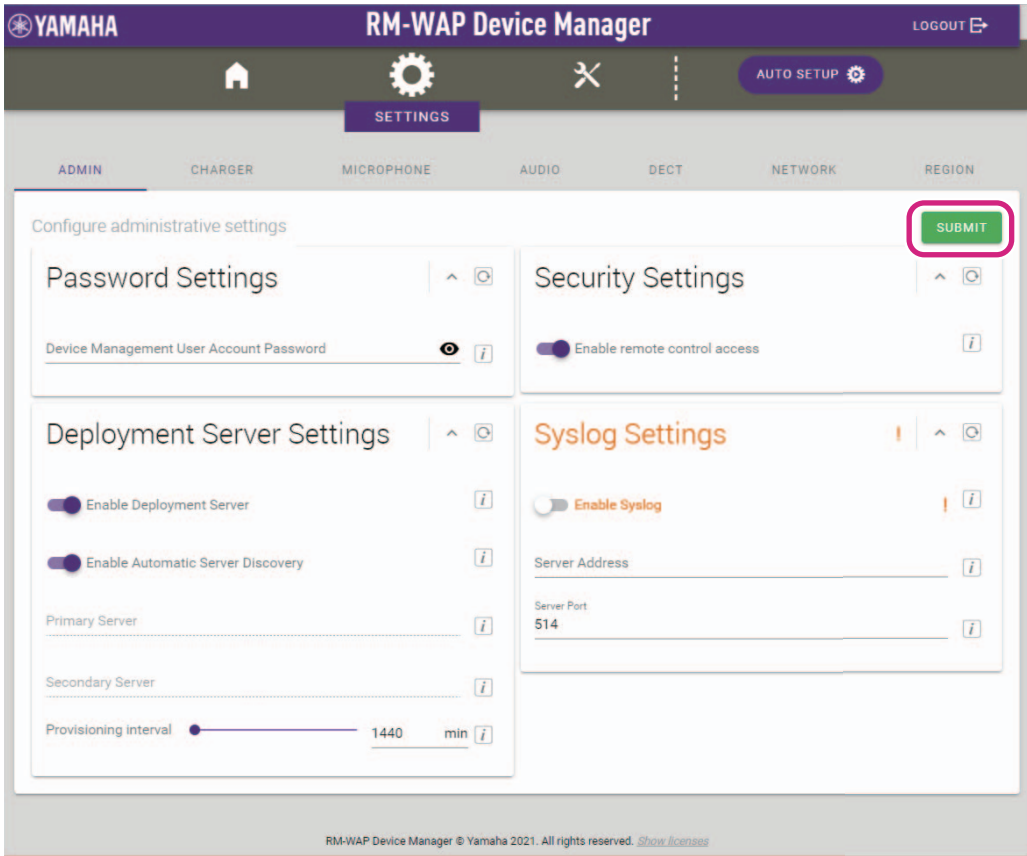 YAMAHA
RM-WAP Device Manager
LOGOUT
AUTO SETUP
SETTINGS
ADMIN CHARGER MICROPHONE AUDIO DECT NETWORK REGION
Configure administrative settings
SUBMIT
Password Settings
Device Management User Account Password
i
Security Settings
Enable remote control access
i
Deployment Server Settings
Enable Deployment Server
i
Enable Automatic Server Discovery
i
Primary Server
i
Secondary Server
i
Provisioning interval 1440 min i
Syslog Settings !
Enable Syslog ! i
Server Address
i
Server Port
514
i
RM-WAP Device Manager © Yamaha 2021. All rights reserved. Show licenses